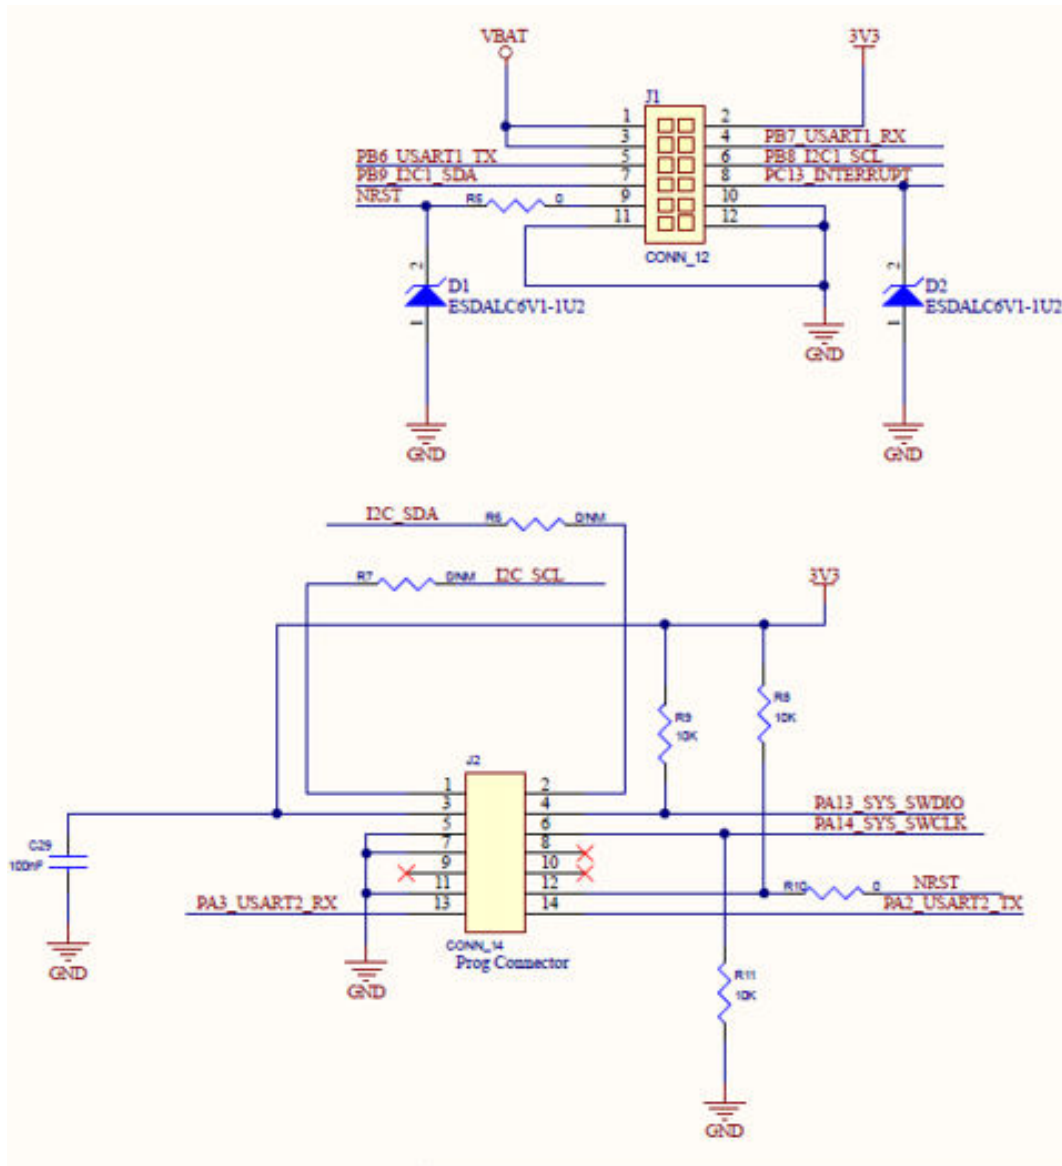 VBAT
3V3
J1
1 2
3 4 PB7_USART1_RX
PB6_USART1_TX 5 6 PB8_I2C1_SCL
PB9_I2C1_SDA 7 8 PC13_INTERRUPT
NRST R5 0 9 10
11 12
CONN_12
2 D1
ESDALC6V1-1U2
1
2 D2
ESDALC6V1-1U2
1
GND
GND
GND
I2C_SDA R6 DNM
R7 DNM I2C_SCL
3V3
R9
10K
R8
10K
J2
1 2
3 4 PA13_SYS_SWDIO
5 6 PA14_SYS_SWCLK
7 8
9 10
11 12 R10 0 NRST
PA3_USART2_RX 13 14 PA2_USART2_TX
C29
100nF
CONN_14
Prog Connector
GND
GND
R11
10K
GND